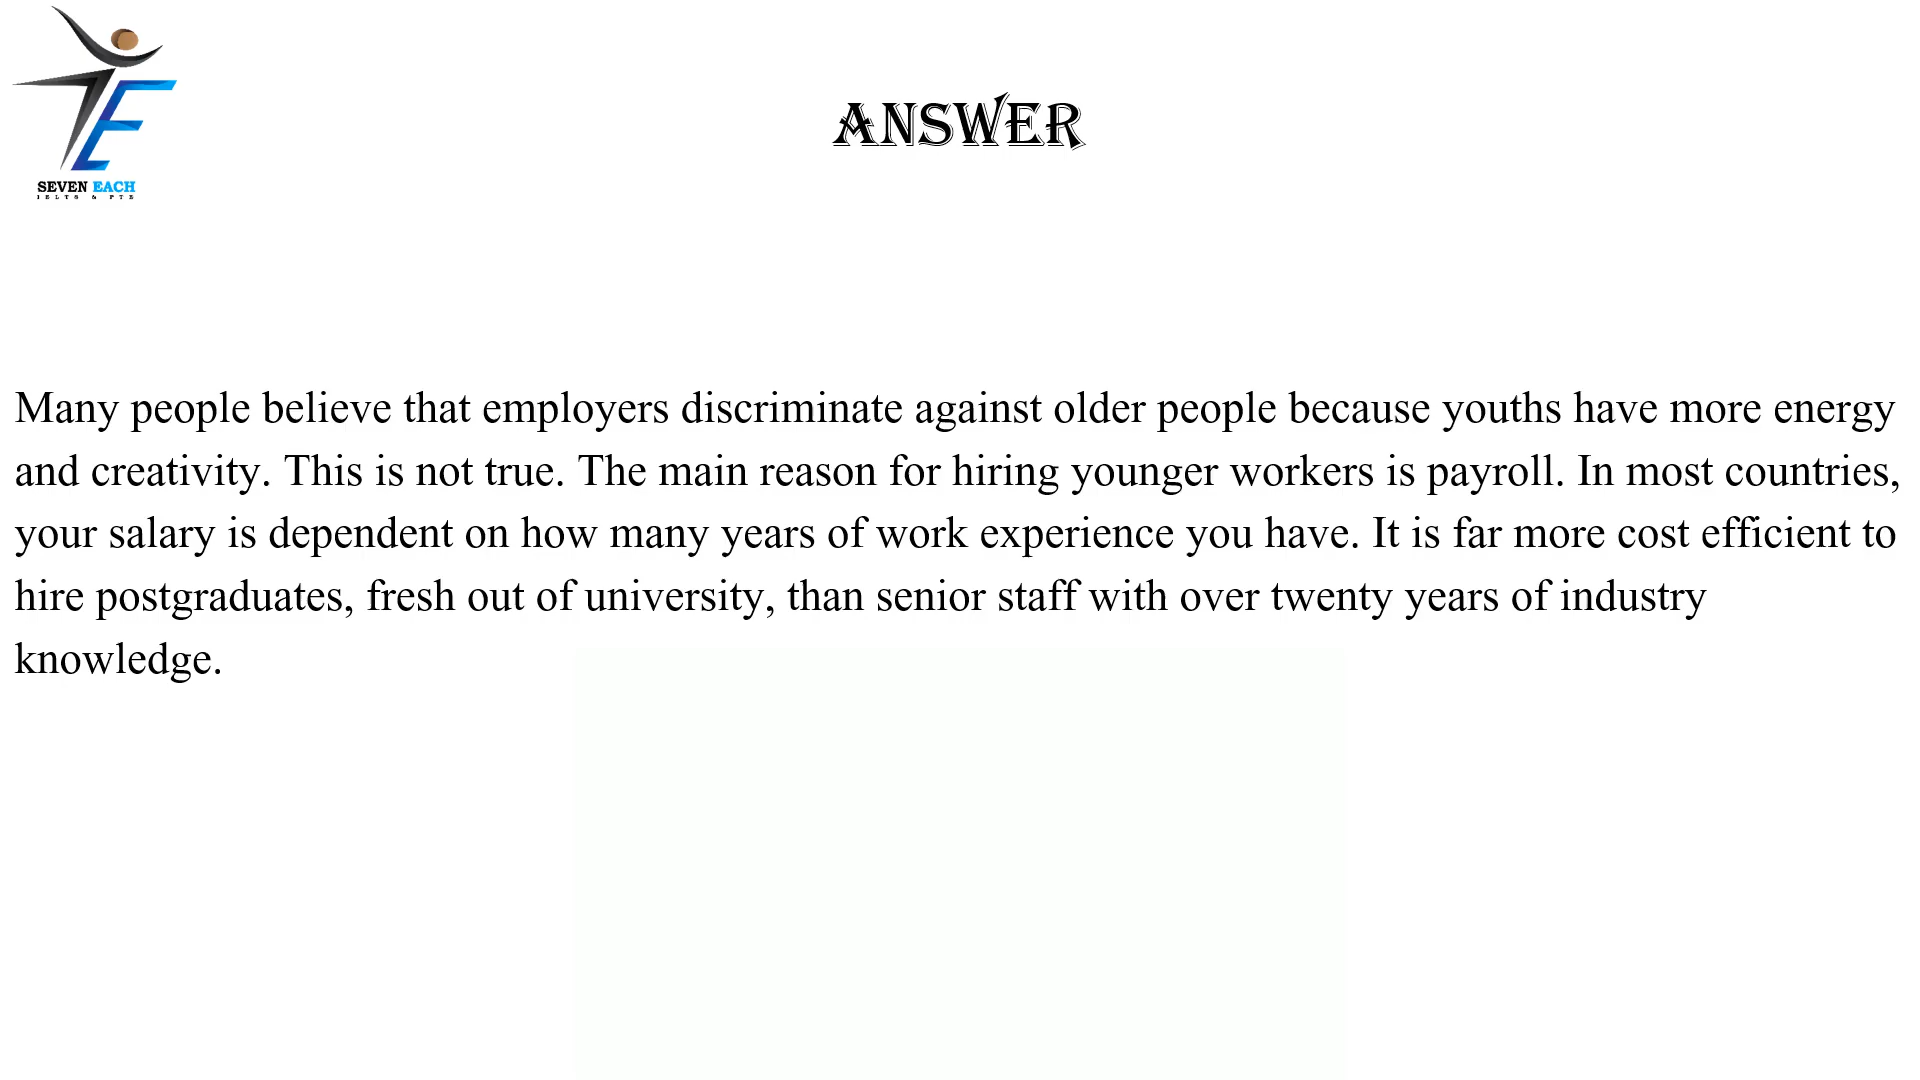 SEVEN EACH
IELTS & PTE
ANSWER
Many people believe that employers discriminate against older people because youths have more energy
and creativity. This is not true. The main reason for hiring younger workers is payroll. In most countries,
your salary is dependent on how many years of work experience you have. It is far more cost efficient to
hire postgraduates, fresh out of university, than senior staff with over twenty years of industry
knowledge.